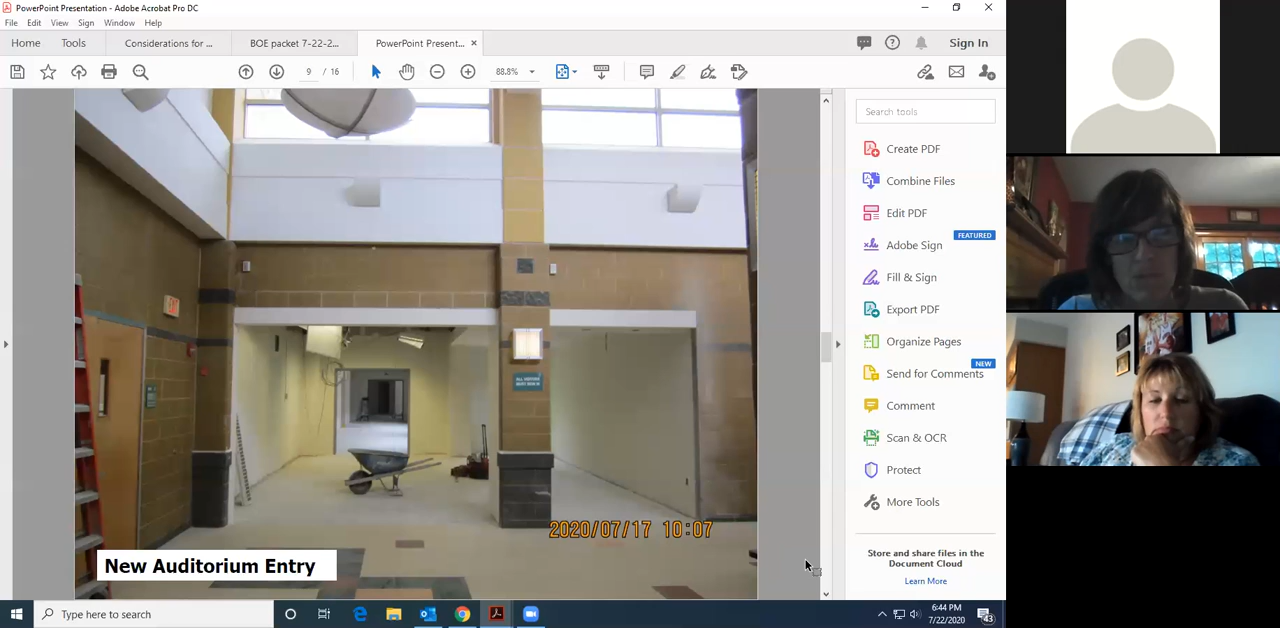 PowerPoint Presentation - Adobe Acrobat Pro DC
File Edit View Sign Window Help
Home Tools Considerations for ... BOE packet 7-22-2... PowerPoint Present... ×
Sign In
9 / 16
88.8%
Search tools
Create PDF
Combine Files
Edit PDF
FEATURED
Adobe Sign
Fill & Sign
Export PDF
Organize Pages
NEW
Send for Comments
Comment
Scan & OCR
Protect
More Tools
Store and share files in the
Document Cloud
Learn More
EXIT
2020/07/17 10:07
New Auditorium Entry
Type here to search
6:44 PM
7/22/2020
43